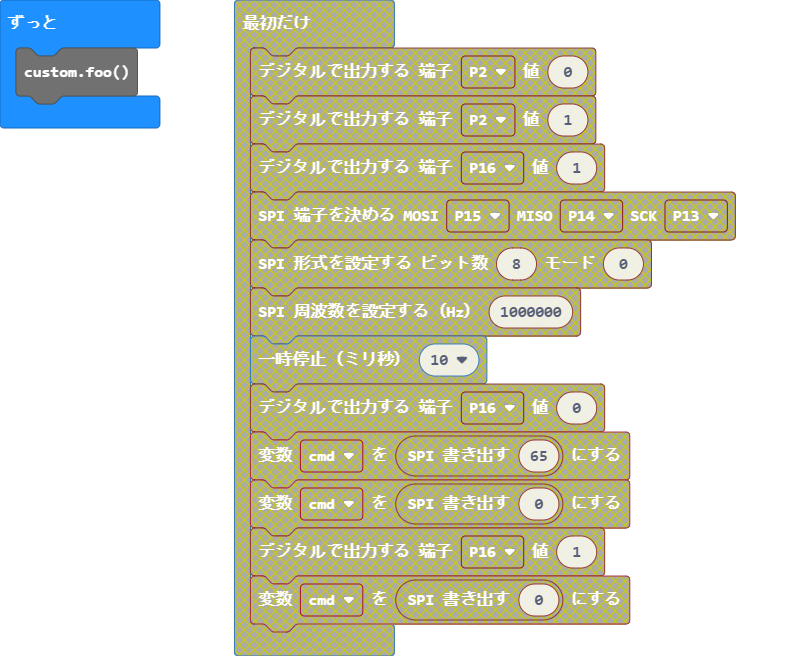 ずっと
custom.foo()
最初だけ
デジタルで出力する 端子 P2 値 0
デジタルで出力する 端子 P2 値 1
デジタルで出力する 端子 P16 値 1
SPI 端子を決める MOSI P15 MISO P14 SCK P13
SPI 形式を設定する ビット数 8 モード 0
SPI 周波数を設定する (Hz) 1000000
一時停止 (ミリ秒) 10
デジタルで出力する 端子 P16 値 0
変数 cmd を SPI 書き出す 65 にする
変数 cmd を SPI 書き出す 0 にする
デジタルで出力する 端子 P16 値 1
変数 cmd を SPI 書き出す 0 にする